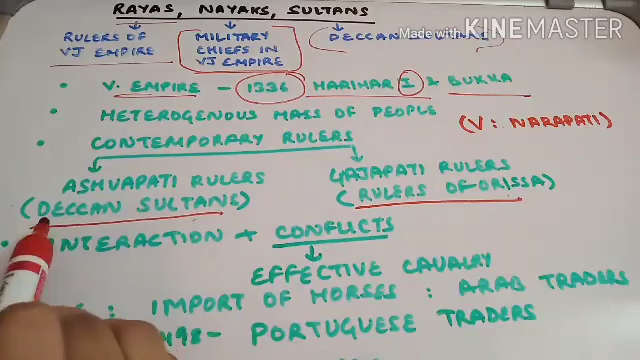 RAYAS, NAYAKS, SULTANS
RULERS OF VJ EMPIRE
MILITARY CHIEFS IN VJ EMPIRE
DECCAN
Made with KINEMASTER
V. EMPIRE - 1336 HARIHAR I & BUKKA
HETEROGENOUS MASS OF PEOPLE
(V: NARAPATI)
CONTEMPORARY RULERS
ASHVAPATI RULERS
(DECCAN SULTANS)
GAJAPATI RULERS
(RULERS OF ORISSA)
INTERACTION + CONFLICTS
EFFECTIVE CAVALRY
: IMPORT OF HORSES : ARAB TRADERS
498- PORTUGUESE TRADERS